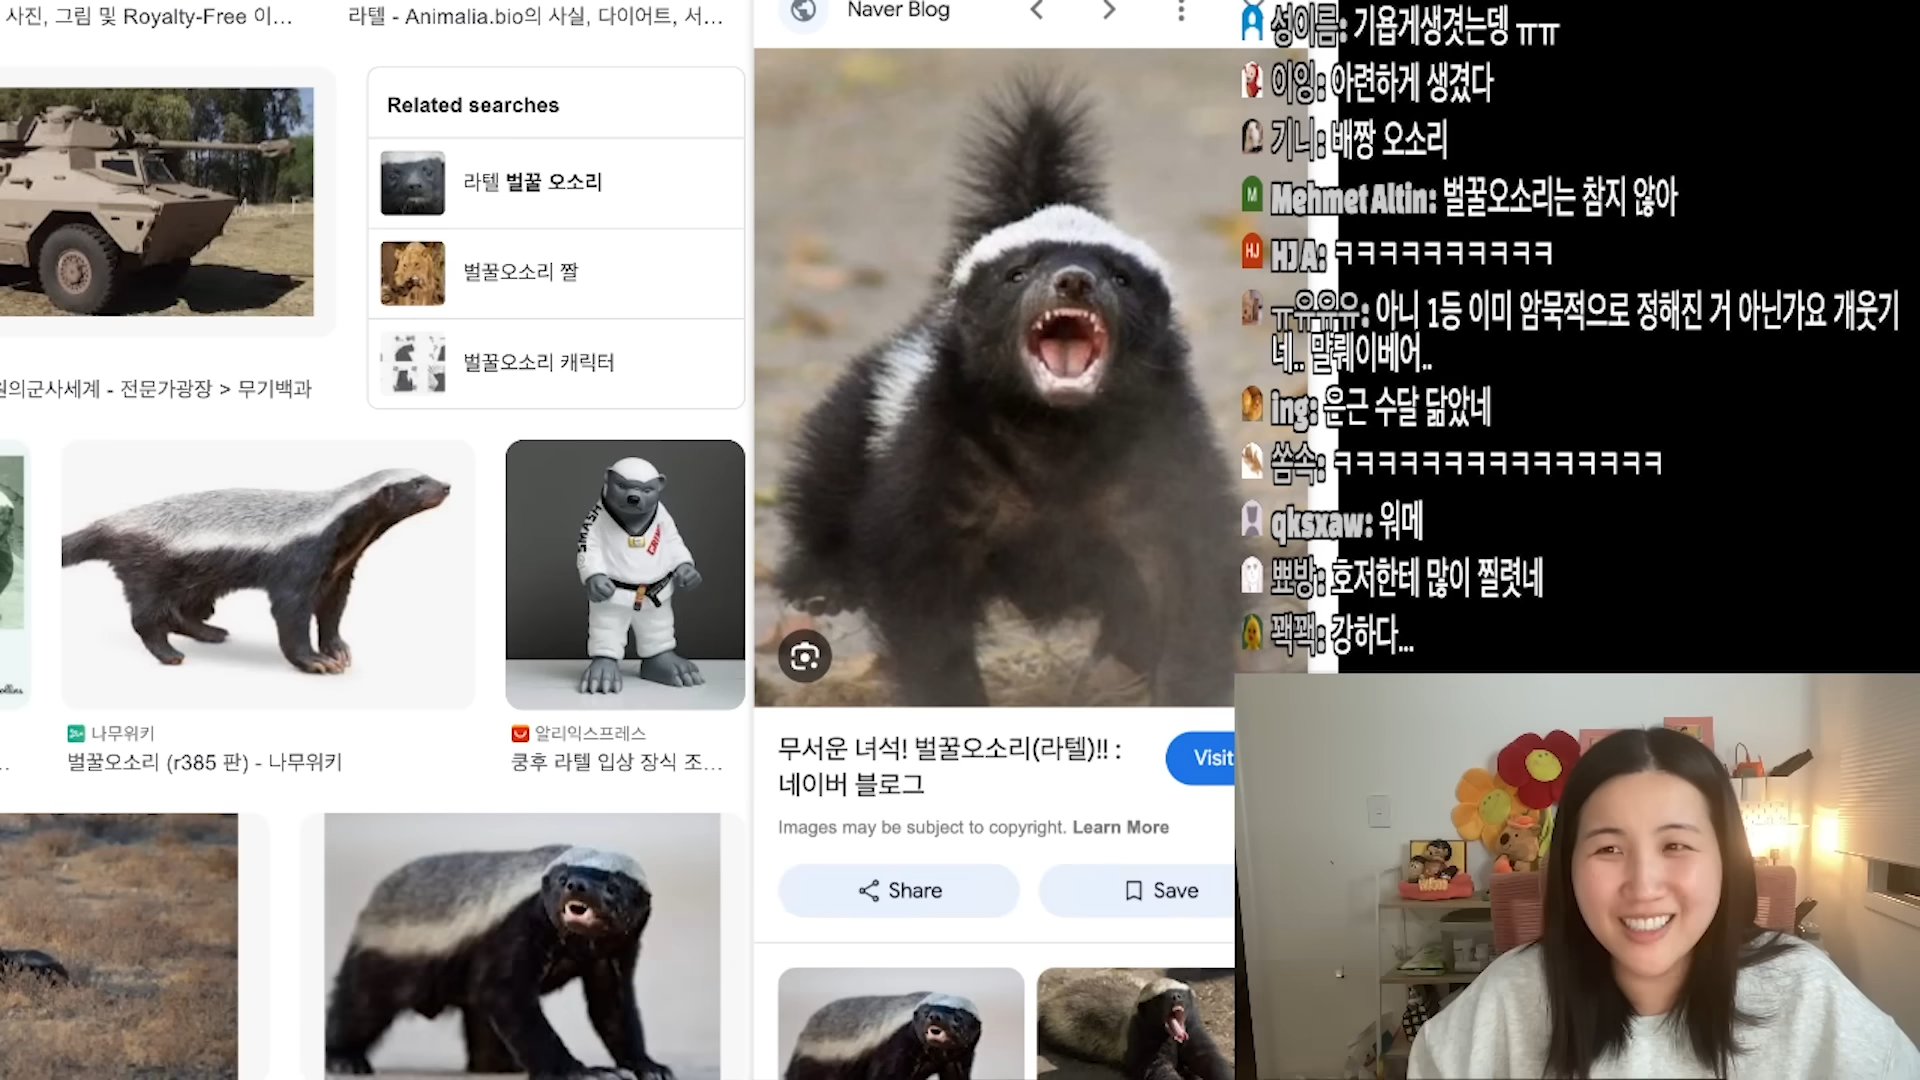 사진, 그림 및 Royalty-Free 이...
라텔 - Animalia.bio의 사실, 다이어트, 서...
Related searches
라텔 벌꿀 오소리
벌꿀오소리 짤
벌꿀오소리 캐릭터
원의군사세계 - 전문가광장 > 무기백과
나무위키
벌꿀오소리 (r385 판) - 나무위키
SMASH
알리익스프레스
쿵후 라텔 입상 장식 조...
Naver Blog
무서운 녀석! 벌꿀오소리(라텔)!! :
네이버 블로그
Visit
Images may be subject to copyright. Learn More
Share
Save
성이름: 기욥게생겻는뎅 ㅠㅠ
이잉: 아련하게 생겼다
기니: 배짱 오소리
M Mehmet Altin: 벌꿀오소리는 참지 않아
HJ HJ A: ㅋㅋㅋㅋㅋㅋㅋㅋㅋㅋ
ㅠ유유유: 아니 1등 이미 암묵적으로 정해진 거 아닌가요 개웃기
네.. 말뤠이베어..
ing: 은근 수달 닮았네
쏨속: ㅋㅋㅋㅋㅋㅋㅋㅋㅋㅋㅋㅋㅋㅋㅋ
qksxaw: 워메
뾰방: 호저한테 많이 찔렷네
꽥꽥: 강하다...